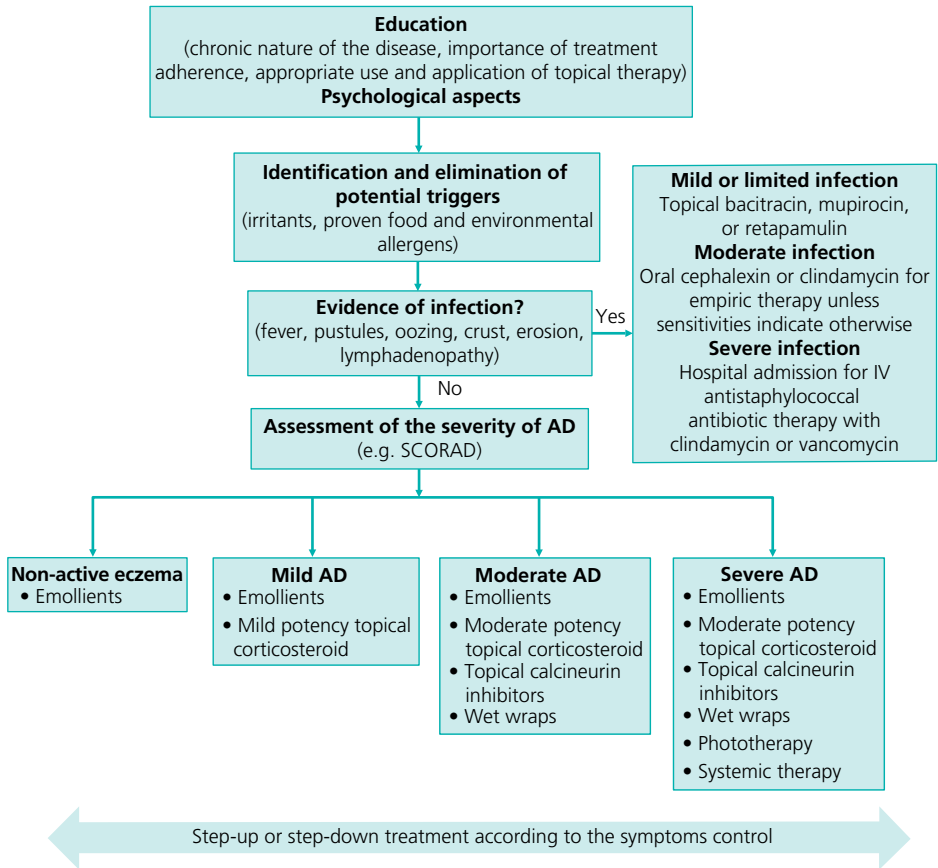 Education
(chronic nature of the disease, importance of treatment
adherence, appropriate use and application of topical therapy)
Psychological aspects
Identification and elimination of
potential triggers
(irritants, proven food and environmental
allergens)
Evidence of infection?
(fever, pustules, oozing, crust, erosion,
lymphadenopathy)
Yes
Mild or limited infection
Topical bacitracin, mupirocin,
or retapamulin
Moderate infection
Oral cephalexin or clindamycin for
empiric therapy unless
sensitivities indicate otherwise
Severe infection
Hospital admission for IV
antistaphylococcal
antibiotic therapy with
clindamycin or vancomycin
No
Assessment of the severity of AD
(e.g. SCORAD)
Non-active eczema
• Emollients
Mild AD
• Emollients
• Mild potency topical
corticosteroid
Moderate AD
• Emollients
• Moderate potency
topical corticosteroid
• Topical calcineurin
inhibitors
• Wet wraps
Severe AD
• Emollients
• Moderate potency
topical corticosteroid
• Topical calcineurin
inhibitors
• Wet wraps
• Phototherapy
• Systemic therapy
Step-up or step-down treatment according to the symptoms control